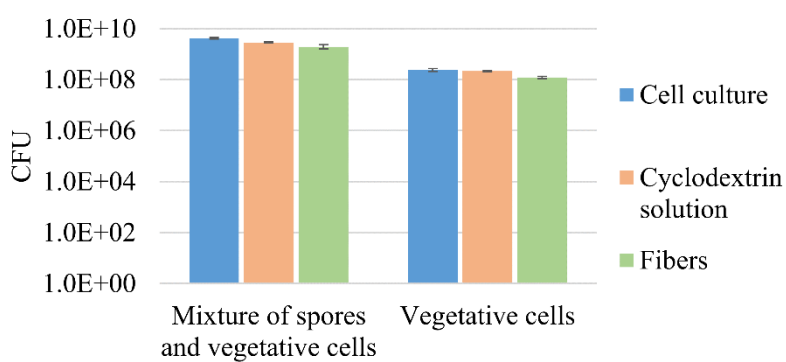 1.0E+10
1.0E+08
1.0E+06
1.0E+04
1.0E+02
1.0E+00
CFU
Mixture of spores
and vegetative cells
Vegetative cells
Cell culture
Cyclodextrin
solution
Fibers